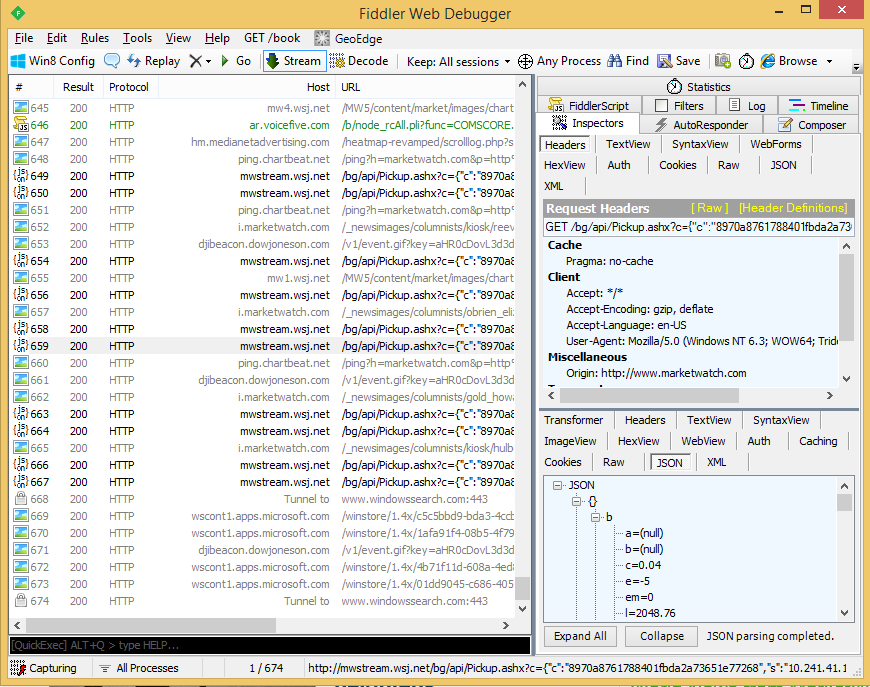 Fiddler Web Debugger
File Edit Rules Tools View Help GET /book GeoEdge
Win8 Config Replay Go Stream Decode Keep: All sessions Any Process Find Save Browse
# Result Protocol Host URL
645 200 HTTP mw4.wsj.net /MW5/content/market/images/chart
646 200 HTTP ar.voicefive.com /b/node_rcAll.pli?func=COMSCORE.
647 200 HTTP hm.medianetadvertising.com /heatmap-revamped/scrolllog.php?s
648 200 HTTP ping.chartbeat.net /ping?h=marketwatch.com&p=http%
649 200 HTTP mwstream.wsj.net /bg/api/Pickup.ashx?c={"c":"8970a8
650 200 HTTP mwstream.wsj.net /bg/api/Pickup.ashx?c={"c":"8970a8
651 200 HTTP ping.chartbeat.net /ping?h=marketwatch.com&p=http%
652 200 HTTP i.marketwatch.com /_newsimages/columnists/kiosk/reev
653 200 HTTP djibeacon.dowjoneson.com /v1/event.gif?key=aHR0cDovL3d3d
654 200 HTTP mwstream.wsj.net /bg/api/Pickup.ashx?c={"c":"8970a8
655 200 HTTP mw1.wsj.net /MW5/content/market/images/chart
656 200 HTTP mwstream.wsj.net /bg/api/Pickup.ashx?c={"c":"8970a8
657 200 HTTP i.marketwatch.com /_newsimages/columnists/obrien_eli
658 200 HTTP mwstream.wsj.net /bg/api/Pickup.ashx?c={"c":"8970a8
659 200 HTTP mwstream.wsj.net /bg/api/Pickup.ashx?c={"c":"8970a8
660 200 HTTP ping.chartbeat.net /ping?h=marketwatch.com&p=http%
661 200 HTTP djibeacon.dowjoneson.com /v1/event.gif?key=aHR0cDovL3d3d
662 200 HTTP i.marketwatch.com /_newsimages/columnists/gold_how
663 200 HTTP mwstream.wsj.net /bg/api/Pickup.ashx?c={"c":"8970a8
664 200 HTTP mwstream.wsj.net /bg/api/Pickup.ashx?c={"c":"8970a8
665 200 HTTP i.marketwatch.com /_newsimages/columnists/kiosk/hulb
666 200 HTTP mwstream.wsj.net /bg/api/Pickup.ashx?c={"c":"8970a8
667 200 HTTP mwstream.wsj.net /bg/api/Pickup.ashx?c={"c":"8970a8
668 200 HTTP Tunnel to www.windowssearch.com:443
669 200 HTTP wscont1.apps.microsoft.com /winstore/1.4x/c5c5bbd9-bda3-4ccb
670 200 HTTP wscont1.apps.microsoft.com /winstore/1.4x/1afa91f4-08b5-4f79
671 200 HTTP djibeacon.dowjoneson.com /v1/event.gif?key=aHR0cDovL3d3d
672 200 HTTP wscont1.apps.microsoft.com /winstore/1.4x/4b71f11d-608a-4ed8
673 200 HTTP wscont1.apps.microsoft.com /winstore/1.4x/01dd9045-c686-405
674 200 HTTP Tunnel to www.windowssearch.com:443
[QuickExec] ALT+Q > type HELP...
Statistics
FiddlerScript Filters Log Timeline
Inspectors AutoResponder Composer
Headers TextView SyntaxView WebForms
HexView Auth Cookies Raw JSON
XML
Request Headers [ Raw ] [Header Definitions]
GET /bg/api/Pickup.ashx?c={"c":"8970a8761788401fbda2a73
Cache
Pragma: no-cache
Client
Accept: */*
Accept-Encoding: gzip, deflate
Accept-Language: en-US
User-Agent: Mozilla/5.0 (Windows NT 6.3; WOW64; Tride
Miscellaneous
Origin: http://www.marketwatch.com
Transformer Headers TextView SyntaxView
ImageView HexView WebView Auth Caching
Cookies Raw JSON XML
JSON
{}
b
a=(null)
b=(null)
c=0.04
e=-5
em=0
l=2048.76
Expand All Collapse JSON parsing completed.
Capturing All Processes 1 / 674 http://mwstream.wsj.net/bg/api/Pickup.ashx?c={"c":"8970a8761788401fbda2a73651e77268","s":"10.241.41.1